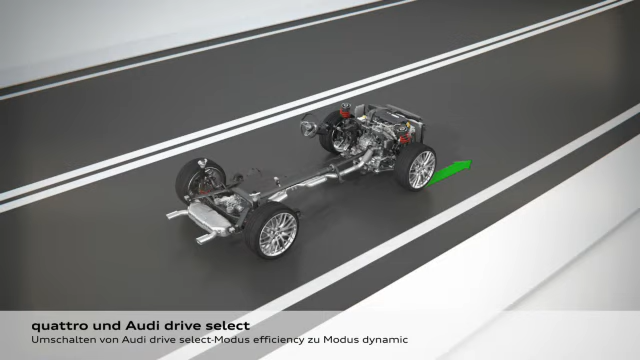 quattro und Audi drive select
Umschalten von Audi drive select-Modus efficiency zu Modus dynamic